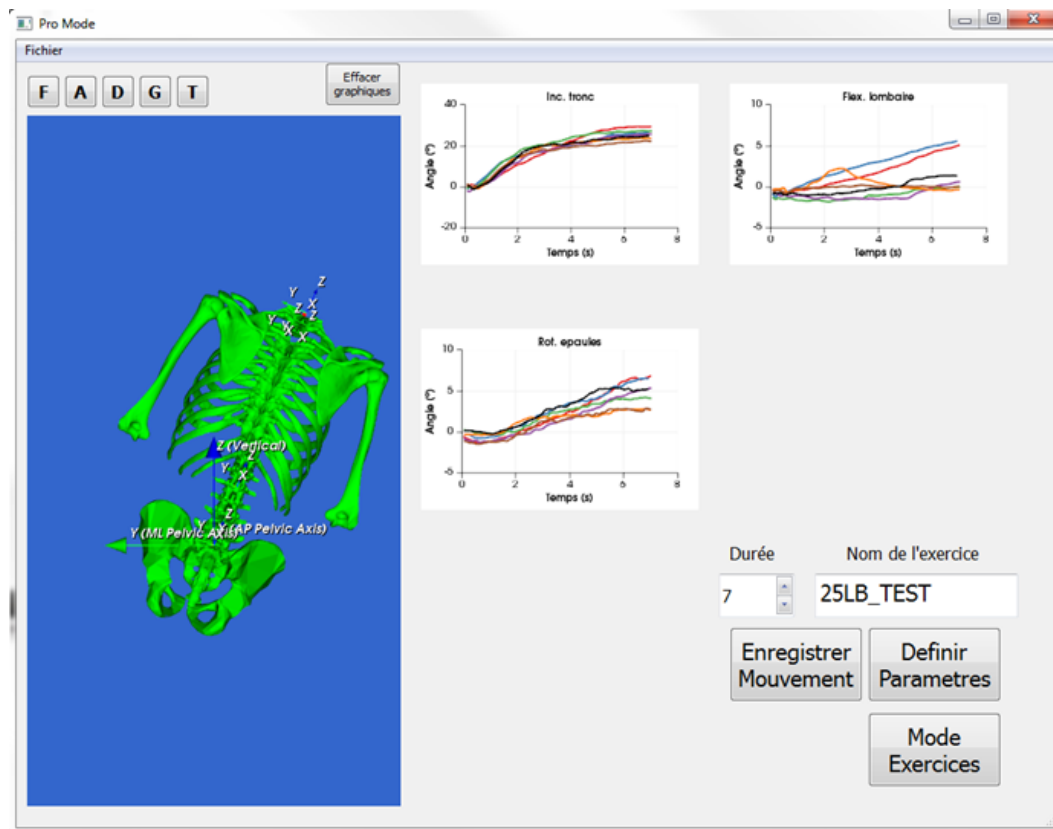 Pro Mode
Fichier
F A D G T
Effacer
graphiques
Inc. tronc
40
20
0
-20
Angle (°)
0 2 4 6 8
Temps (s)
Flex. lombaire
10
5
0
-5
Angle (°)
0 2 4 6 8
Temps (s)
Rot. epaules
10
5
0
-5
Angle (°)
0 2 4 6 8
Temps (s)
Z
Y
X
Z
Z
Y
X
X
Z (Vertical)
Z
Y
X
Z
Y
Y (ML Pelvic Axis)
X (AP Pelvic Axis)
Durée
Nom de l'exercice
7
25LB_TEST
Enregistrer
Mouvement
Definir
Parametres
Mode
Exercices